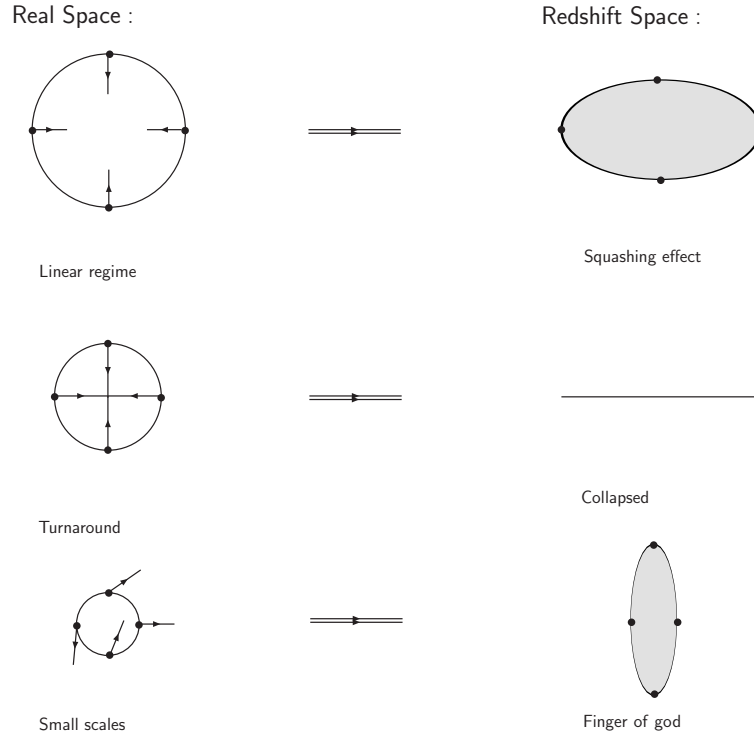 Real Space :
Redshift Space :
Linear regime
Squashing effect
Turnaround
Collapsed
Small scales
Finger of god